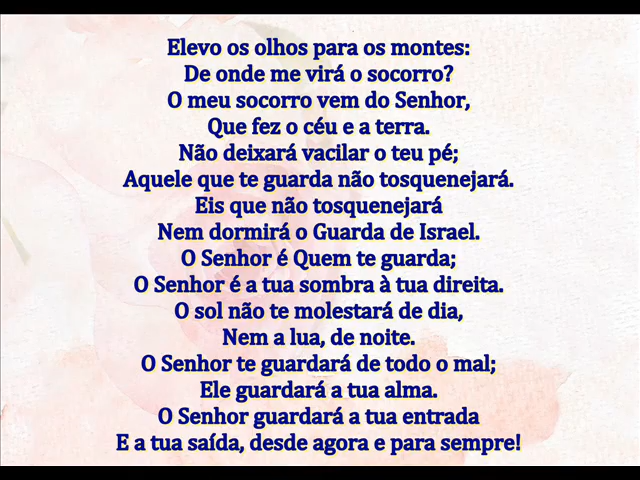 Elevo os olhos para os montes:
De onde me virá o socorro?
O meu socorro vem do Senhor,
Que fez o céu e a terra.
Não deixará vacilar o teu pé;
Aquele que te guarda não tosquenejará.
Eis que não tosquenejará
Nem dormirá o Guarda de Israel.
O Senhor é Quem te guarda;
O Senhor é a tua sombra à tua direita.
O sol não te molestará de dia,
Nem a lua, de noite.
O Senhor te guardará de todo o mal;
Ele guardará a tua alma.
O Senhor guardará a tua entrada
E a tua saída, desde agora e para sempre!